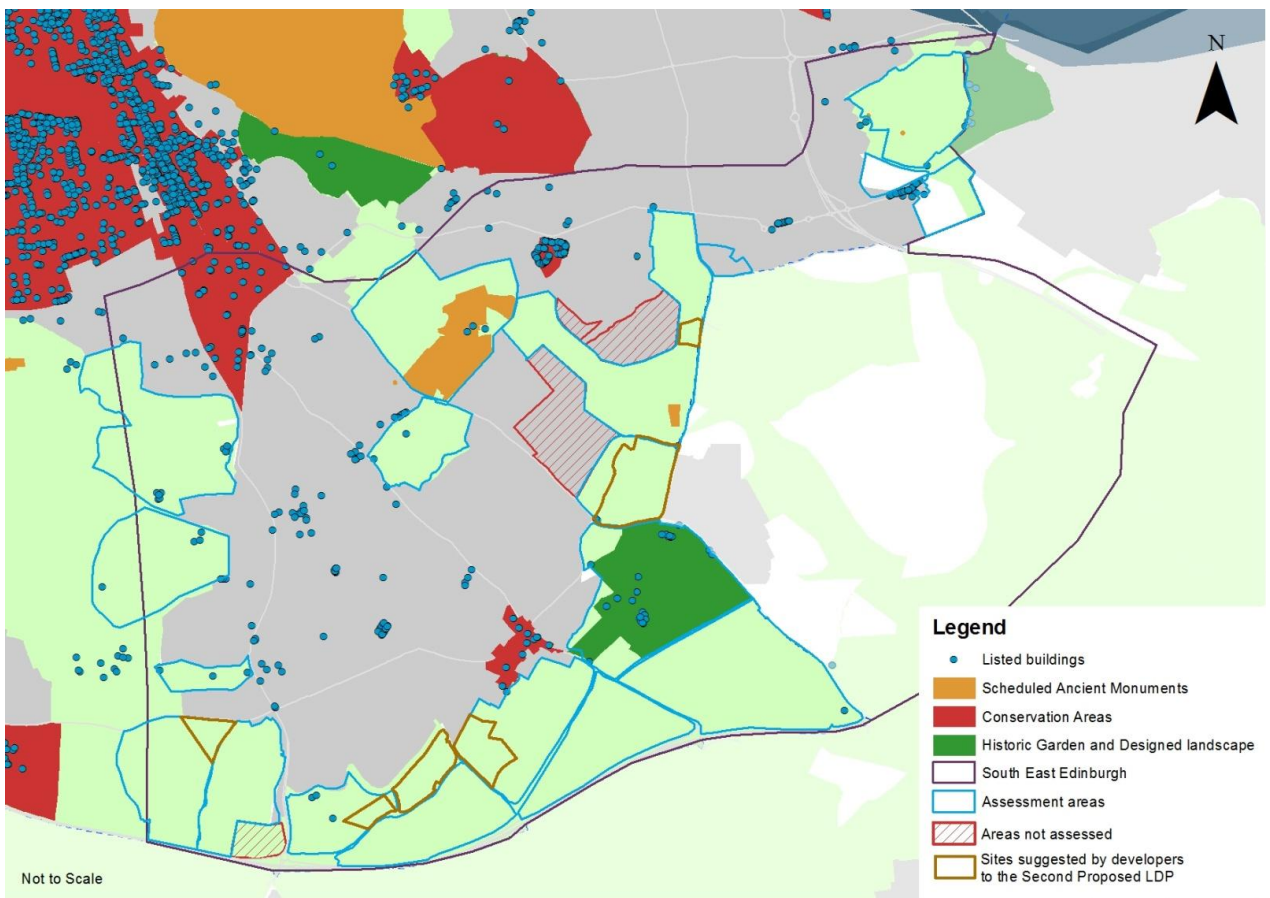 N
Legend
Listed buildings
Scheduled Ancient Monuments
Conservation Areas
Historic Garden and Designed landscape
South East Edinburgh
Assessment areas
Areas not assessed
Sites suggested by developers
to the Second Proposed LDP
Not to Scale